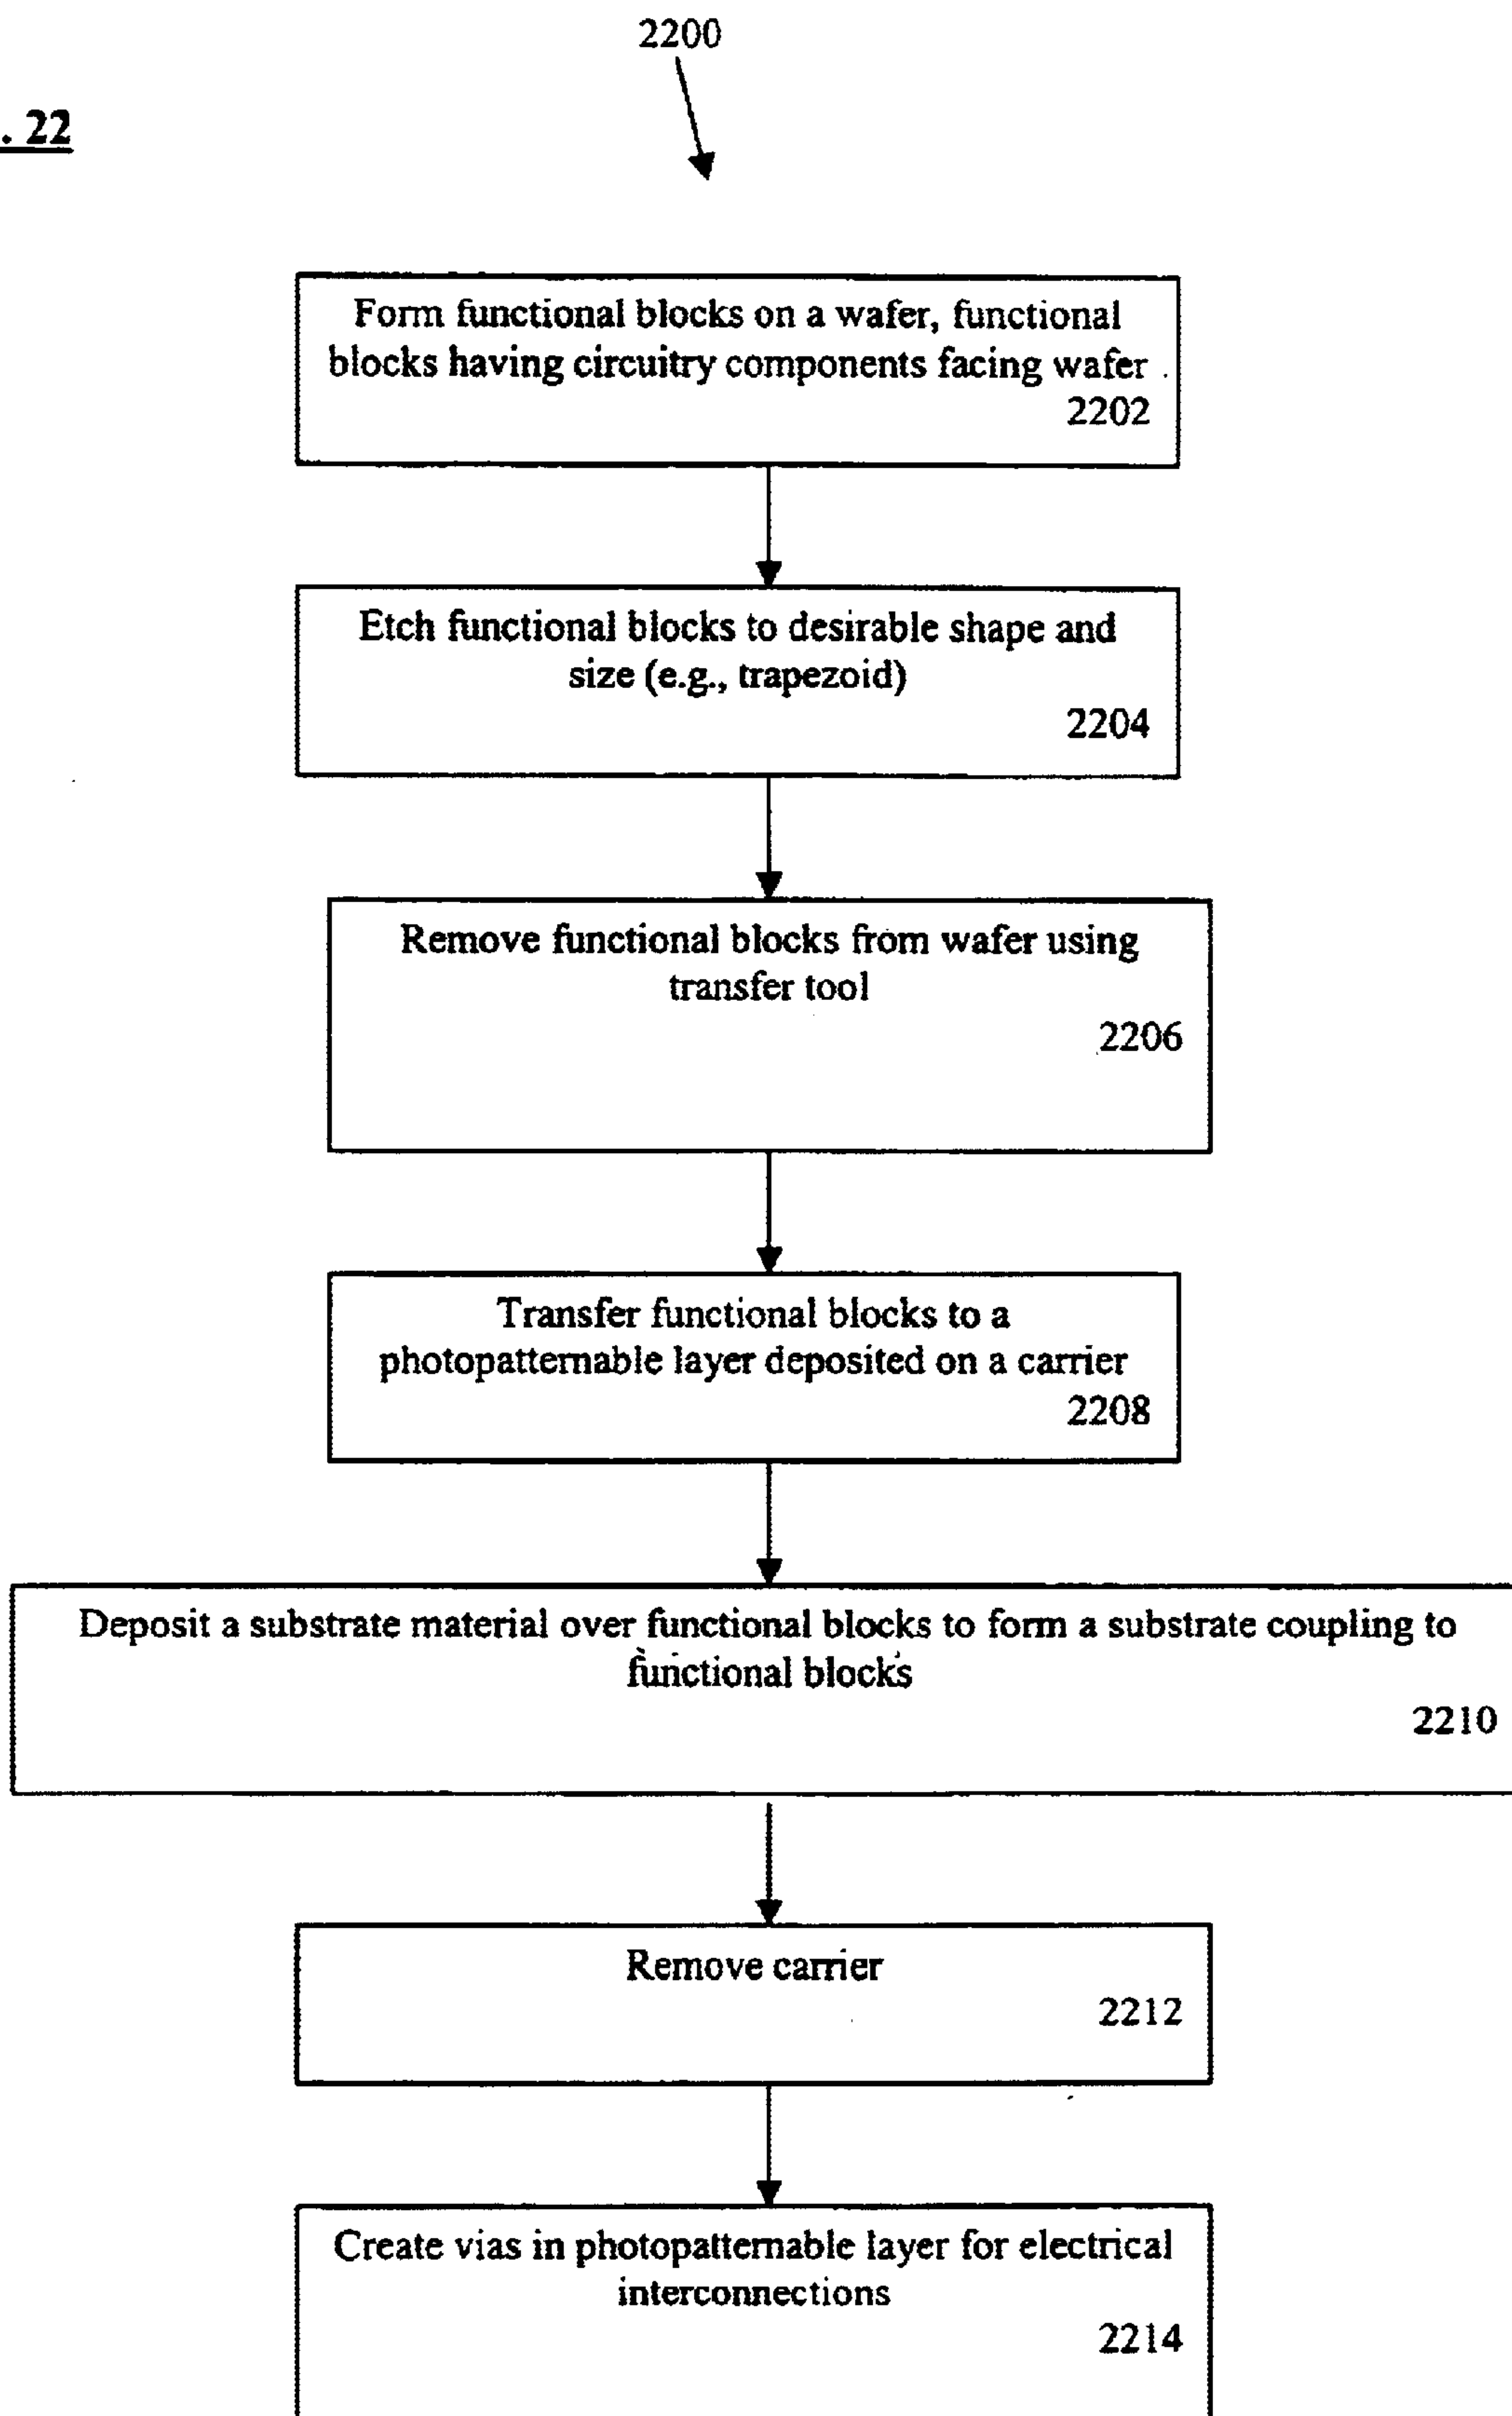 2200
. 22
Form functional blocks on a wafer, functional
blocks having circuitry components facing wafer
2202
Etch functional blocks to desirable shape and
size (e.g., trapezoid)
2204
Remove functional blocks from wafer using
transfer tool
2206
Transfer functional blocks to a
photopatternable layer deposited on a carrier
2208
Deposit a substrate material over functional blocks to form a substrate coupling to
functional blocks
2210
Remove carrier
2212
Create vias in photopatternable layer for electrical
interconnections
2214